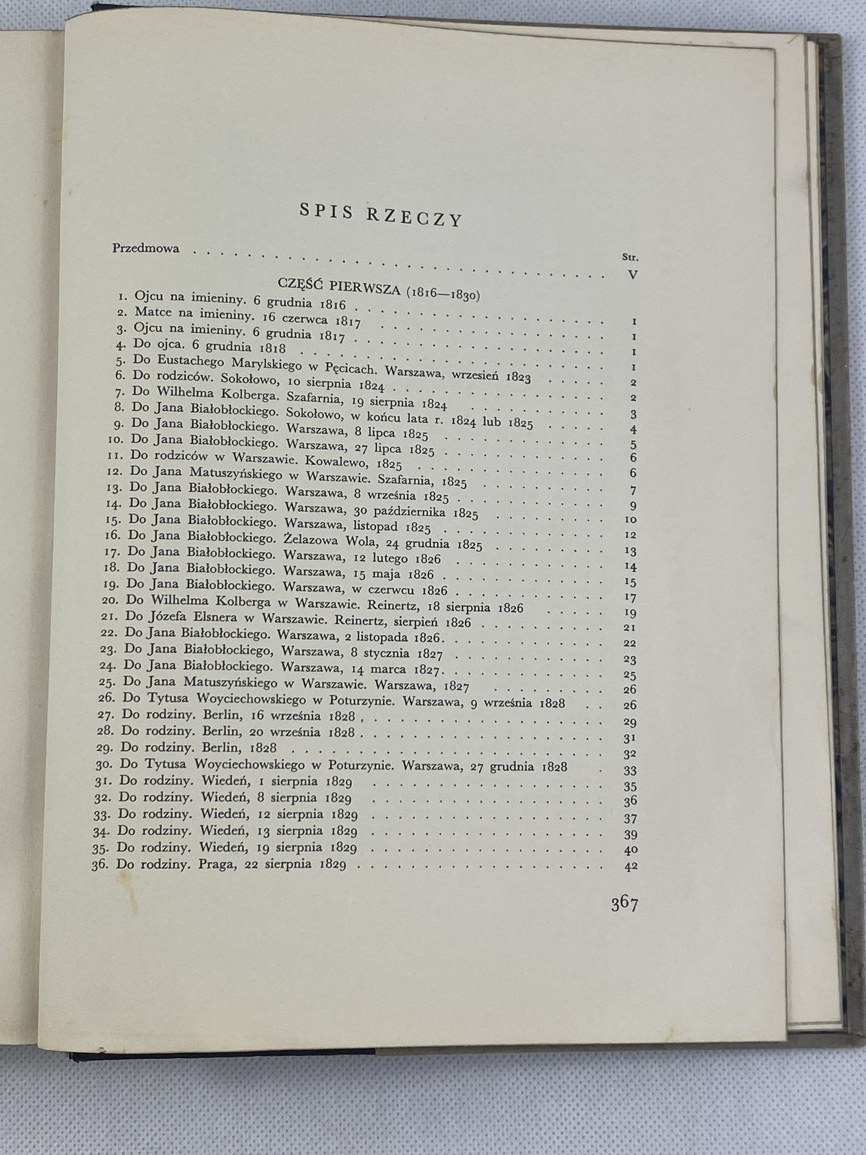 SPIS RZECZY
Str.
Przedmowa . . . . . . . . . . . . . . . . . . . . . . . . . . . . . . V
CZĘŚĆ PIERWSZA (1816—1830)
1. Ojcu na imieniny. 6 grudnia 1816 . . . . . . . . . . . . . . . . . . 1
2. Matce na imieniny. 16 czerwca 1817 . . . . . . . . . . . . . . . . . 1
3. Ojcu na imieniny. 6 grudnia 1817 . . . . . . . . . . . . . . . . . . 1
4. Do ojca. 6 grudnia 1818 . . . . . . . . . . . . . . . . . . . . . . 1
5. Do Eustachego Marylskiego w Pęcicach. Warszawa, wrzesień 1823 . . . . . 2
6. Do rodziców. Sokołowo, 10 sierpnia 1824 . . . . . . . . . . . . . . . 2
7. Do Wilhelma Kolberga. Szafarnia, 19 sierpnia 1824 . . . . . . . . . . 3
8. Do Jana Białobłockiego. Sokołowo, w końcu lata r. 1824 lub 1825 . . . . . 4
9. Do Jana Białobłockiego. Warszawa, 8 lipca 1825 . . . . . . . . . . . . 5
10. Do Jana Białobłockiego. Warszawa, 27 lipca 1825 . . . . . . . . . . . . 6
11. Do rodziców w Warszawie. Kowalewo, 1825 . . . . . . . . . . . . . . 6
12. Do Jana Matuszyńskiego w Warszawie. Szafarnia, 1825 . . . . . . . . . 7
13. Do Jana Białobłockiego. Warszawa, 8 września 1825 . . . . . . . . . . . 9
14. Do Jana Białobłockiego. Warszawa, 30 października 1825 . . . . . . . . . 10
15. Do Jana Białobłockiego. Warszawa, listopad 1825 . . . . . . . . . . . . 12
16. Do Jana Białobłockiego. Żelazowa Wola, 24 grudnia 1825 . . . . . . . . 13
17. Do Jana Białobłockiego. Warszawa, 12 lutego 1826 . . . . . . . . . . . 14
18. Do Jana Białobłockiego. Warszawa, 15 maja 1826 . . . . . . . . . . . . 15
19. Do Jana Białobłockiego. Warszawa, w czerwcu 1826 . . . . . . . . . . . 17
20. Do Wilhelma Kolberga w Warszawie. Reinertz, 18 sierpnia 1826 . . . . . 19
21. Do Józefa Elsnera w Warszawie. Reinertz, sierpień 1826 . . . . . . . . . 21
22. Do Jana Białobłockiego. Warszawa, 2 listopada 1826. . . . . . . . . . . . 22
23. Do Jana Białobłockiego, Warszawa, 8 stycznia 1827 . . . . . . . . . . . 23
24. Do Jana Białobłockiego. Warszawa, 14 marca 1827. . . . . . . . . . . . . 25
25. Do Jana Matuszyńskiego w Warszawie. Warszawa, 1827 . . . . . . . . 26
26. Do Tytusa Woyciechowskiego w Poturzynie. Warszawa, 9 września 1828 . . 26
27. Do rodziny. Berlin, 16 września 1828 . . . . . . . . . . . . . . . . . . 29
28. Do rodziny. Berlin, 20 września 1828 . . . . . . . . . . . . . . . . . . 31
29. Do rodziny. Berlin, 1828 . . . . . . . . . . . . . . . . . . . . . . . 32
30. Do Tytusa Woyciechowskiego w Poturzynie. Warszawa, 27 grudnia 1828 . 33
31. Do rodziny. Wiedeń, 1 sierpnia 1829 . . . . . . . . . . . . . . . . . 35
32. Do rodziny. Wiedeń, 8 sierpnia 1829 . . . . . . . . . . . . . . . . . 36
33. Do rodziny. Wiedeń, 12 sierpnia 1829 . . . . . . . . . . . . . . . . . 37
34. Do rodziny. Wiedeń, 13 sierpnia 1829 . . . . . . . . . . . . . . . . . 39
35. Do rodziny. Wiedeń, 19 sierpnia 1829 . . . . . . . . . . . . . . . . . 40
36. Do rodziny. Praga, 22 sierpnia 1829 . . . . . . . . . . . . . . . . . . 42
367